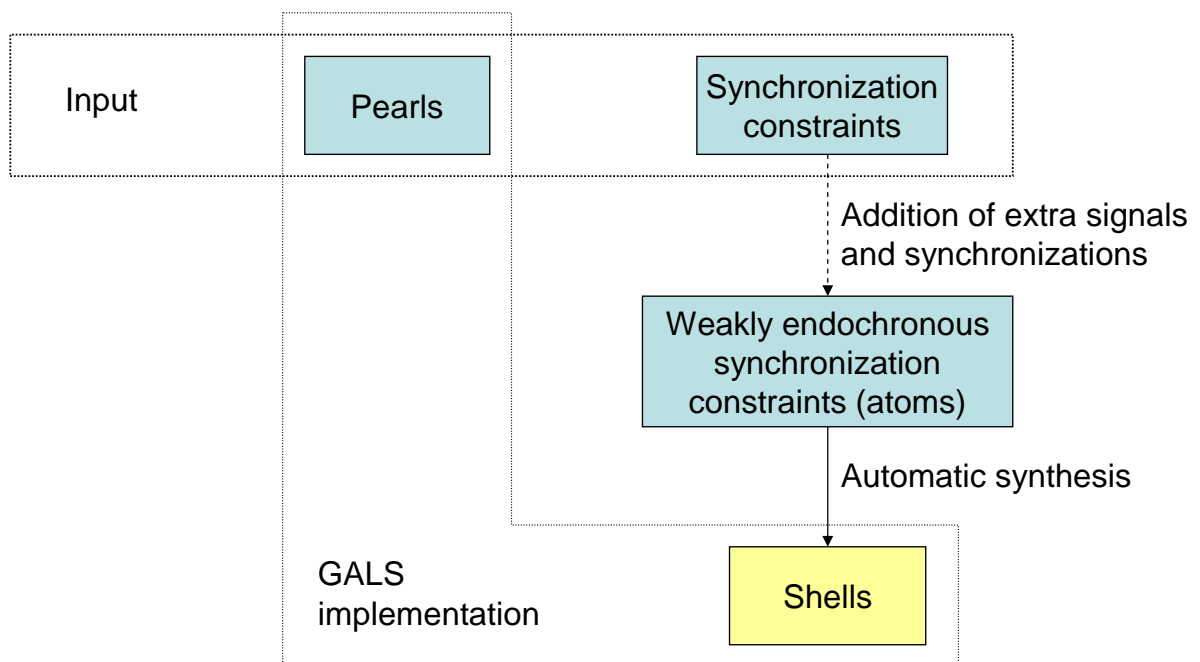 Input
Pearls
Synchronization
constraints
Addition of extra signals
and synchronizations
Weakly endochronous
synchronization
constraints (atoms)
Automatic synthesis
GALS
implementation
Shells